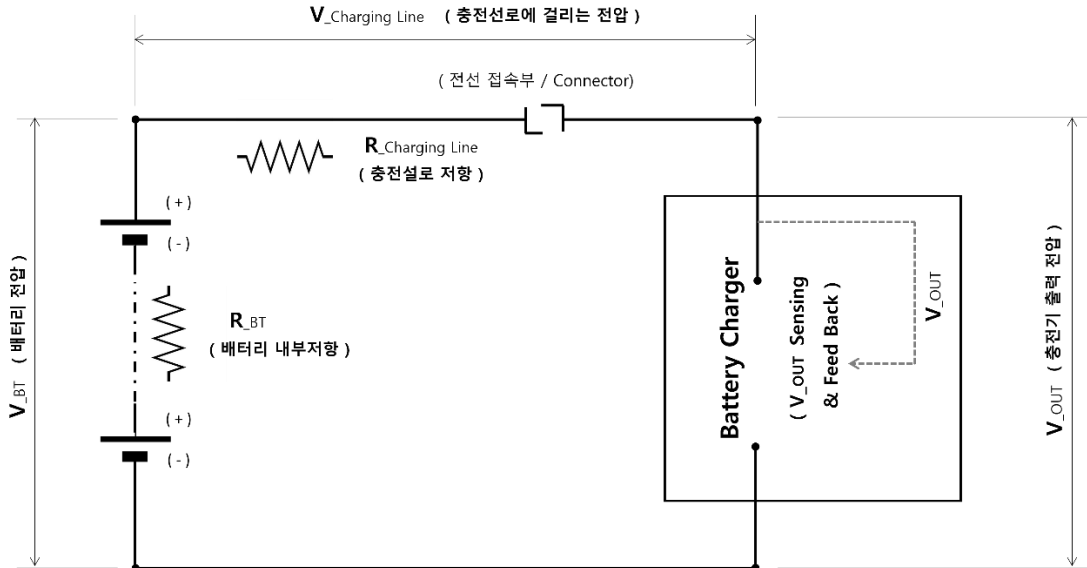 V_Charging Line ( 충전선로에 걸리는 전압 )
( 전선 접속부 / Connector)
R_Charging Line
( 충전설로 저항 )
( + )
( - )
R_BT
( 배터리 내부저항 )
( + )
( - )
V_BT ( 배터리 전압 )
Battery Charger
( V_OUT Sensing
& Feed Back )
V_OUT
V_OUT ( 충전기 출력 전압 )